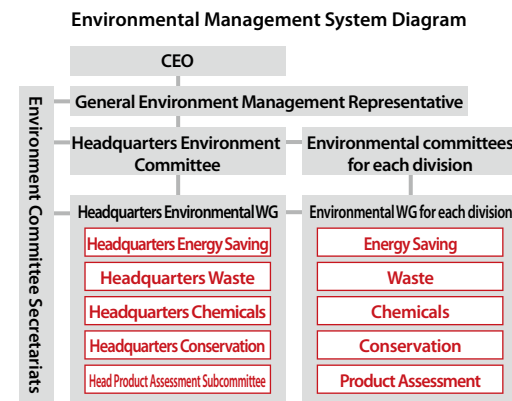 Environmental Management System Diagram
CEO
Environment Committee Secretariats
General Environment Management Representative
Headquarters Environment
Committee
Environmental committees
for each division
Headquarters Environmental WG
Headquarters Energy Saving
Headquarters Waste
Headquarters Chemicals
Headquarters Conservation
Head Product Assessment Subcommittee
Environmental WG for each division
Energy Saving
Waste
Chemicals
Conservation
Product Assessment